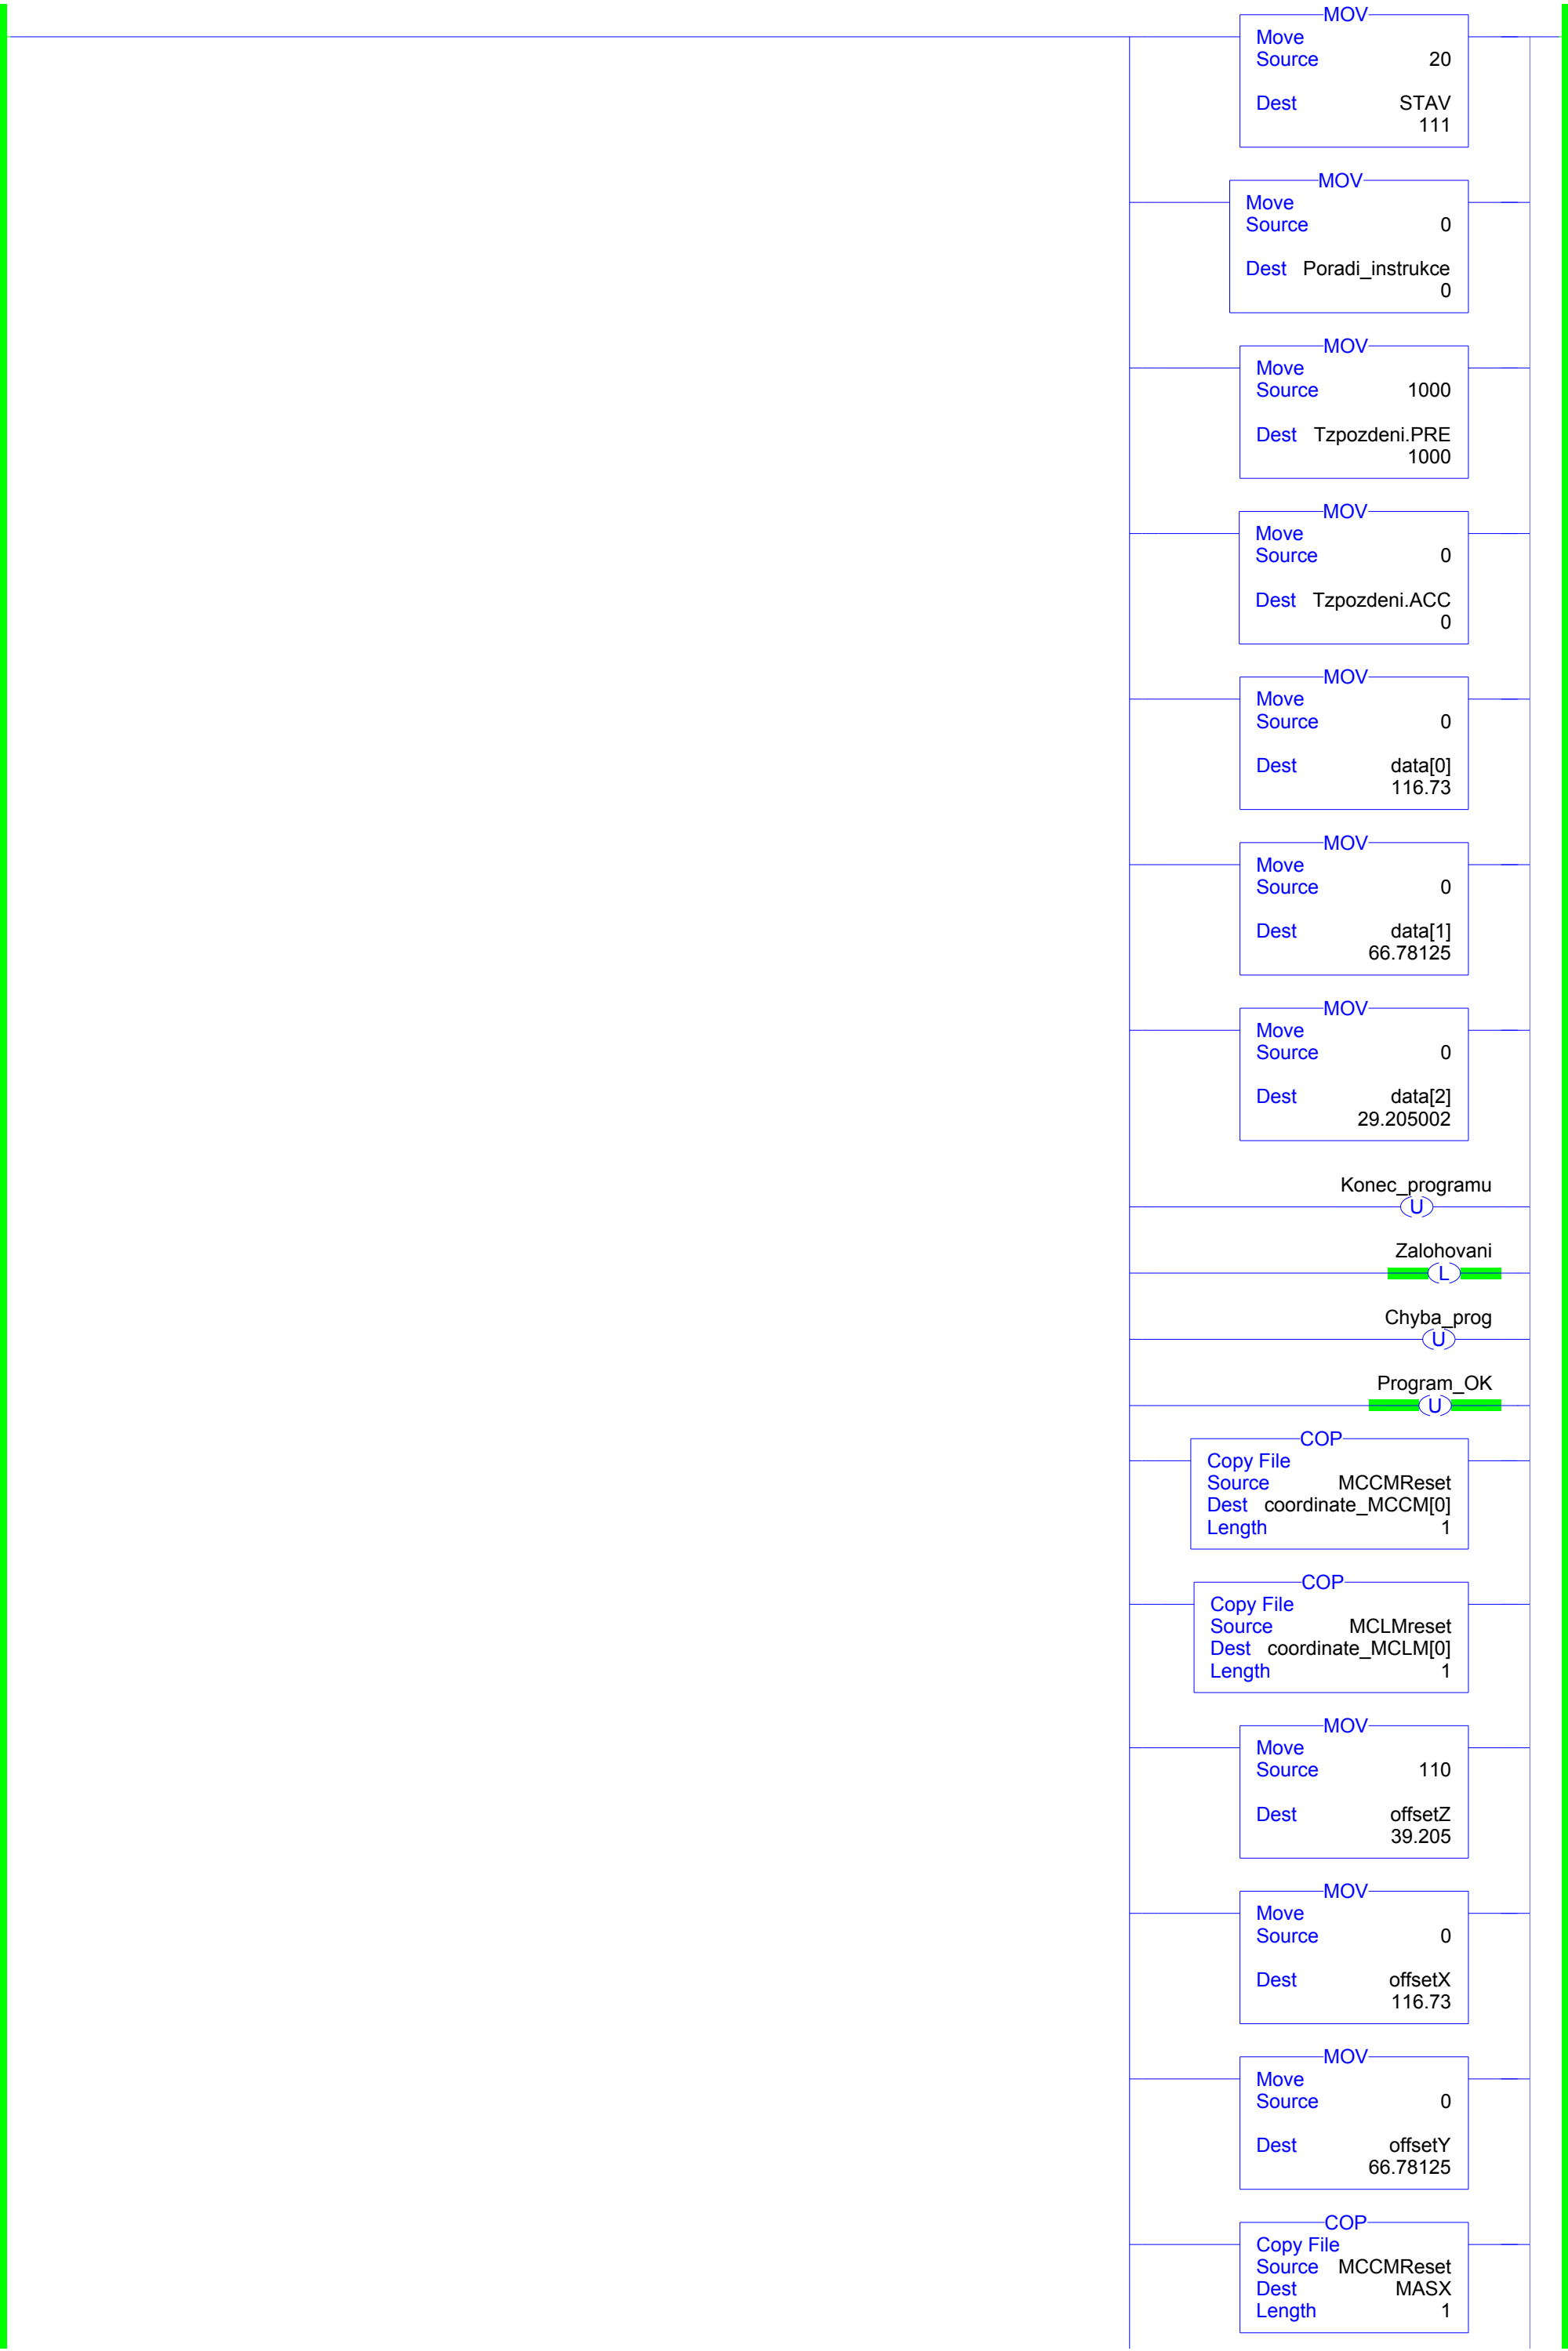 MOV
Move
Source 20
Dest STAV
111
MOV
Move
Source 0
Dest Poradi_instrukce
0
MOV
Move
Source 1000
Dest Tzpozdeni.PRE
1000
MOV
Move
Source 0
Dest Tzpozdeni.ACC
0
MOV
Move
Source 0
Dest data[0]
116.73
MOV
Move
Source 0
Dest data[1]
66.78125
MOV
Move
Source 0
Dest data[2]
29.205002
Konec_programu
U
Zalohovani
L
Chyba_prog
U
Program_OK
U
COP
Copy File
Source MCCMReset
Dest coordinate_MCCM[0]
Length 1
COP
Copy File
Source MCLMreset
Dest coordinate_MCLM[0]
Length 1
MOV
Move
Source 110
Dest offsetZ
39.205
MOV
Move
Source 0
Dest offsetX
116.73
MOV
Move
Source 0
Dest offsetY
66.78125
COP
Copy File
Source MCCMReset
Dest MASX
Length 1